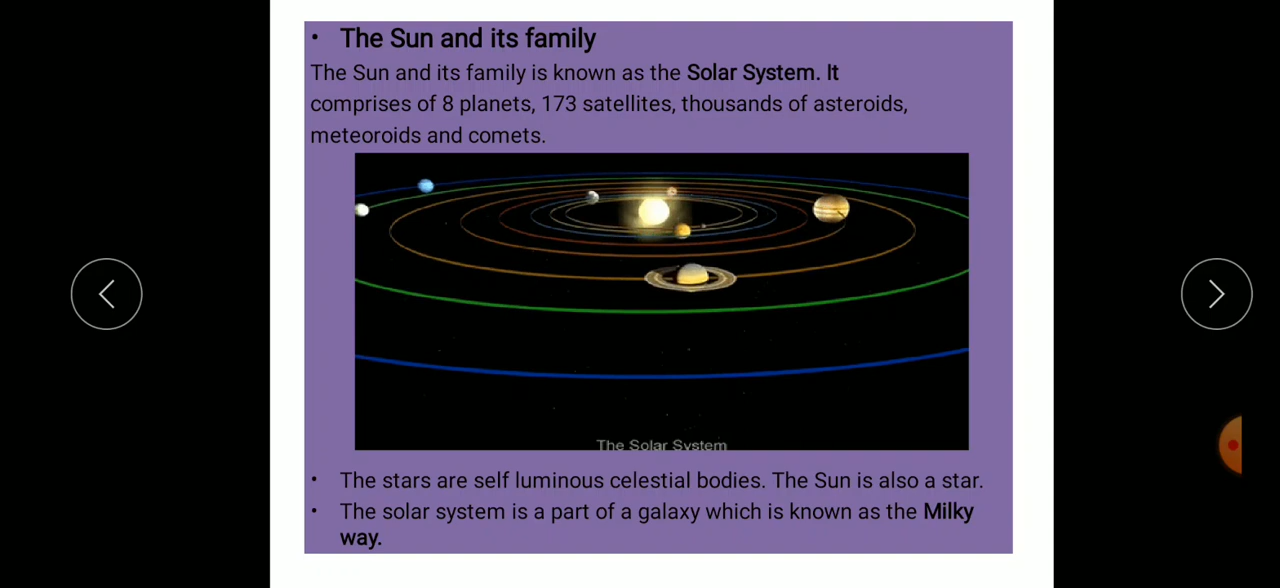 • The Sun and its family
The Sun and its family is known as the Solar System. It
comprises of 8 planets, 173 satellites, thousands of asteroids,
meteoroids and comets.
The Solar System
• The stars are self luminous celestial bodies. The Sun is also a star.
• The solar system is a part of a galaxy which is known as the Milky
way.